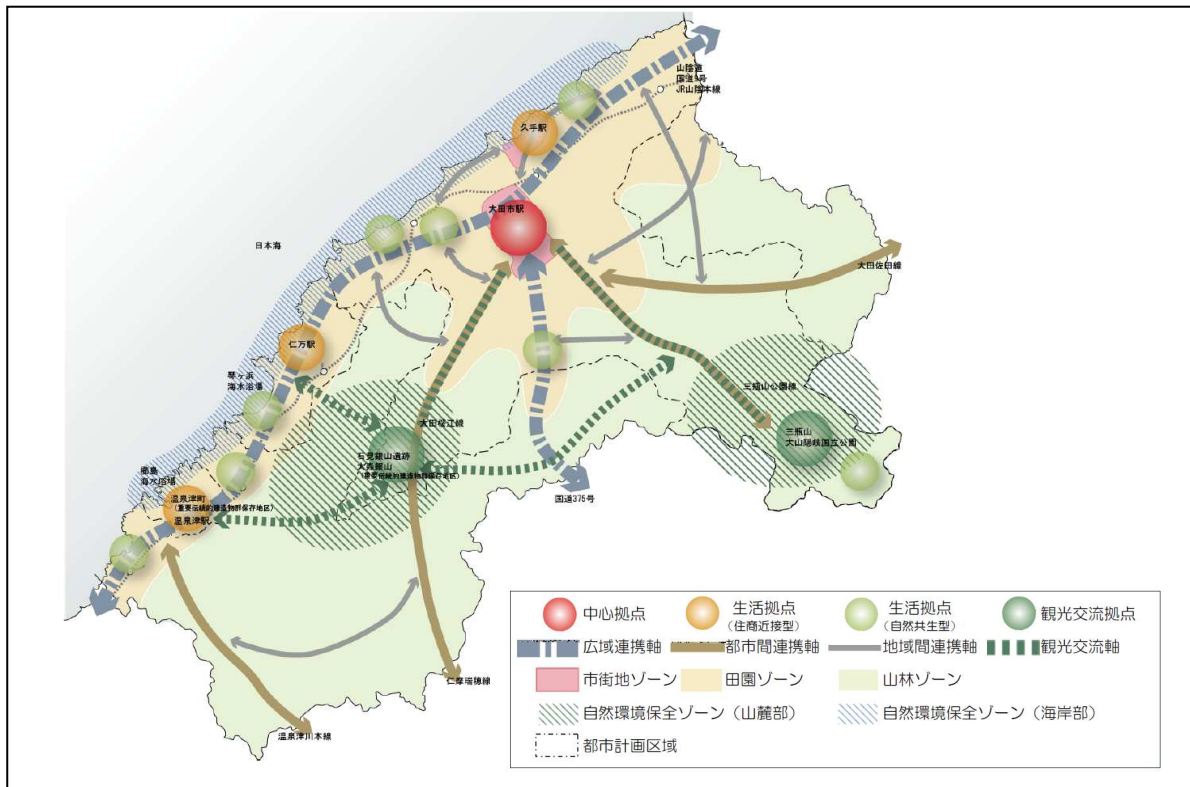 山陰道
国道9号
JR山陰本線
久手駅
大田市駅
日本海
大田佐田線
仁万駅
琴ヶ浜
海水浴場
三瓶山公園線
大田桜江線
三瓶山
大山隠岐国立公園
石見銀山遺跡
大森銀山
(重要伝統的建造物群保存地区)
櫛島
海水浴場
温泉津町
(重要伝統的建造物群保存地区)
温泉津駅
国道375号
仁摩瑞穂線
温泉津川本線
中心拠点
生活拠点
(住商近接型)
生活拠点
(自然共生型)
観光交流拠点
広域連携軸
都市間連携軸
地域間連携軸
観光交流軸
市街地ゾーン
田園ゾーン
山林ゾーン
自然環境保全ゾーン(山麓部)
自然環境保全ゾーン(海岸部)
都市計画区域